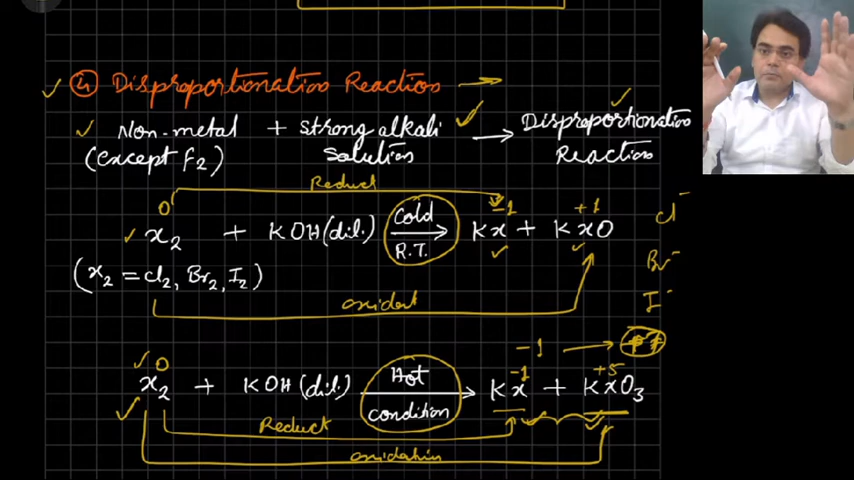 ④ Disproportionation Reaction →
Non-metal + strong alkali → Disproportionation
(except F₂) Solution Reaction
Reduct
0 -1 +1
x₂ + KOH(dil.) Cold R.T. → Kx + KxO
Cl⁻
(x₂ = Cl₂, Br₂, I₂)
Br⁻
I⁻
oxidat
-1 →
0 -1 +5
x₂ + KOH(dil.) Hot condition → Kx + KxO₃
Reduct
oxidation